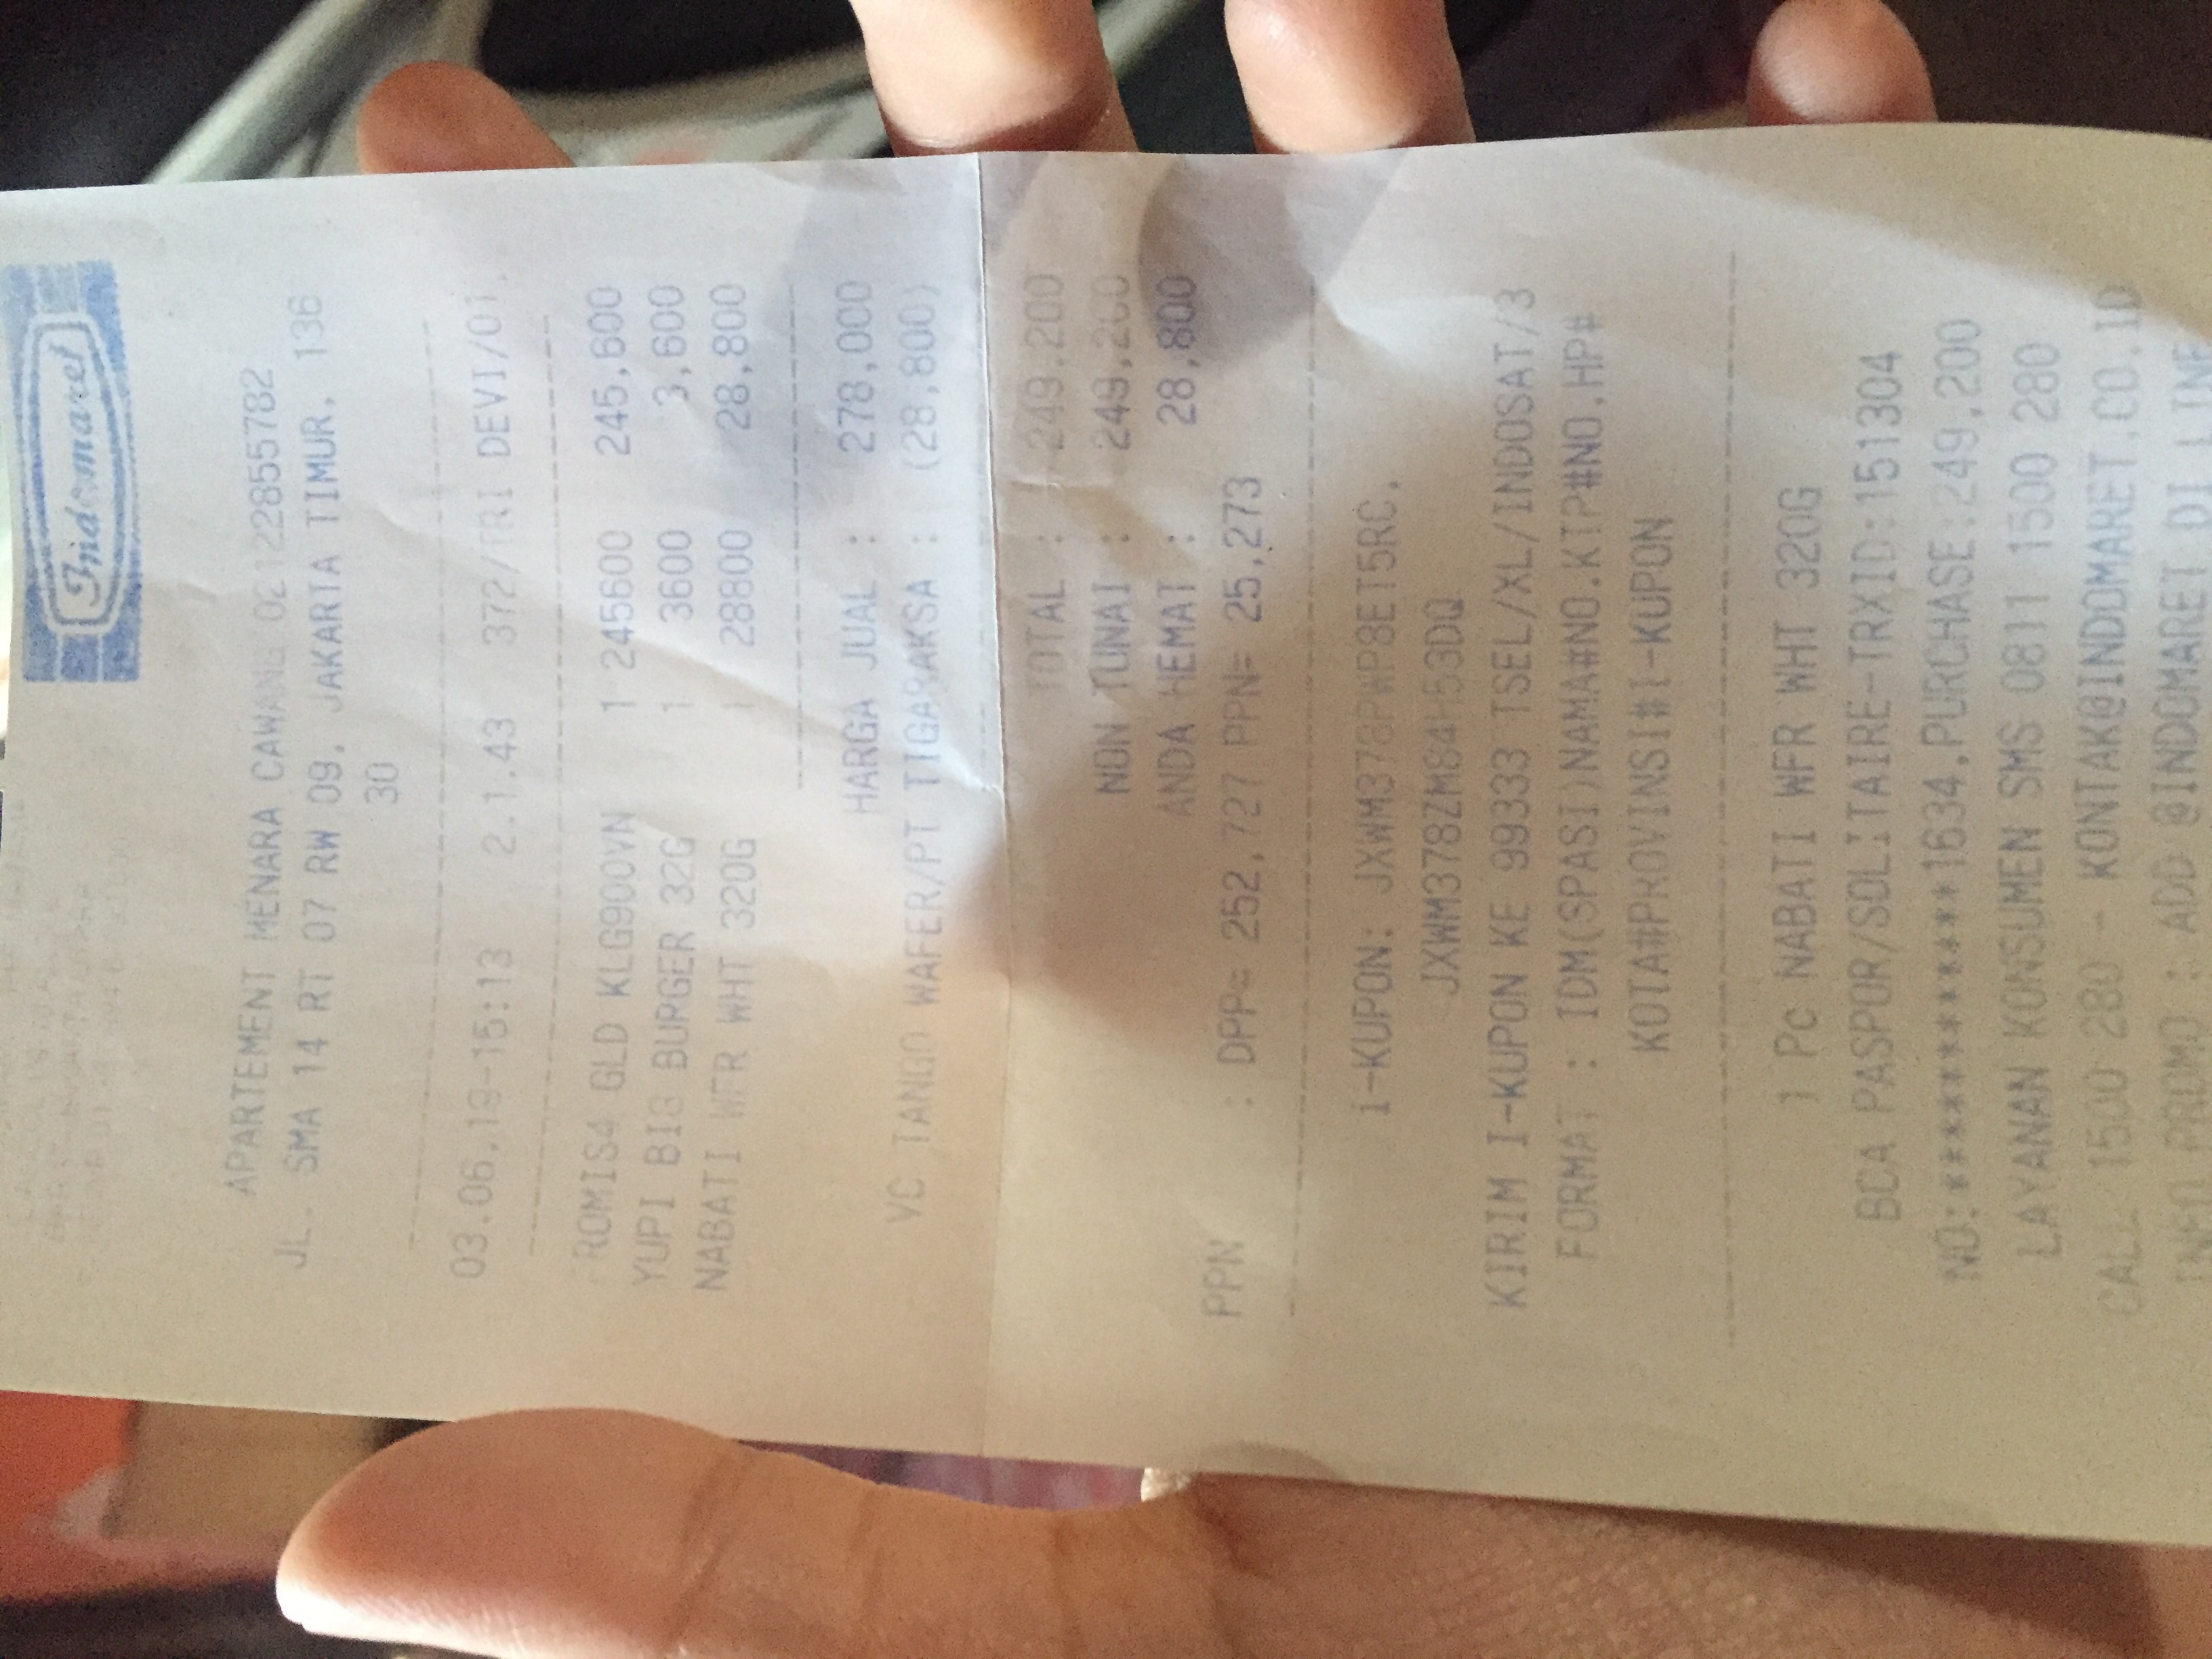 Indomaret
APARTEMENT MENARA CAWANG 02122855782
JL. SMA 14 RT 07 RW 09, JAKARTA TIMUR, 136
30
03.06.19-15:13 2.1.43 372/TRI DEVI/01
PROMIS4 GLD KLG900VN 1 245600 245,600
YUPI BIG BURGER 32G 1 3600 3,600
NABATI WFR WHT 320G 1 28800 28,800
HARGA JUAL : 278,000
VC TANGO WAFER/PT TIGARAKSA : (28,800)
TOTAL : 249,200
NON TUNAI : 249,200
ANDA HEMAT : 28,800
PPN : DPP= 252,727 PPN= 25,273
i-KUPON: JXWM378PWP8ET5RC,
JXWM378ZMS4H53DQ
KIRIM I-KUPON KE 99333 TSEL/XL/INDOSAT/3
FORMAT : IDM(SPASI)NAMA#NO.KTP#NO.HP#
KOTA#PROVINSI#I-KUPON
1 Pc NABATI WFR WHT 320G
BCA PASPOR/SOLITAIRE-TRXID:151304
NO:************1634,PURCHASE:249,200
LAYANAN KONSUMEN SMS 0811 1500 280
CALL 1500 280 - KONTAK@INDOMARET.CO.ID
INFO PROMO : ADD @INDOMARET DI LINE